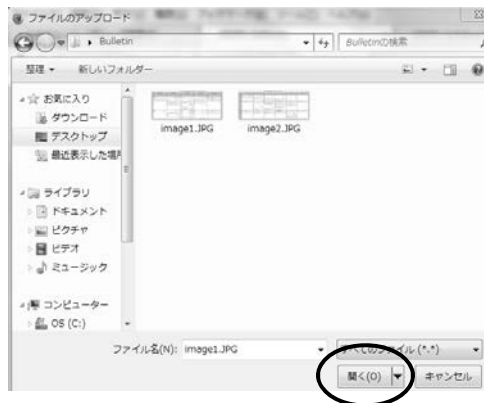 ファイルのアップロード
Bulletin
Bulletinの検索
整理
新しいフォルダー
お気に入り
ダウンロード
デスクトップ
最近表示した場所
ライブラリ
ドキュメント
ピクチャ
ビデオ
ミュージック
コンピューター
OS (C:)
image1.JPG
image2.JPG
ファイル名(N): image1.JPG
すべてのファイル (*.*)
開く(O)
キャンセル